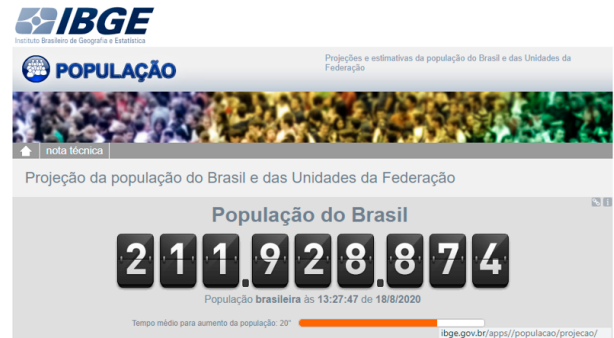 IBGE
Instituto Brasileiro de Geografia e Estatística
POPULAÇÃO
Projeções e estimativas da população do Brasil e das Unidades da
Federação
nota técnica
Projeção da população do Brasil e das Unidades da Federação
População do Brasil
211.928.874
População brasileira às 13:27:47 de 18/8/2020
Tempo médio para aumento da população: 20"
ibge.gov.br/apps//populacao/projecao/